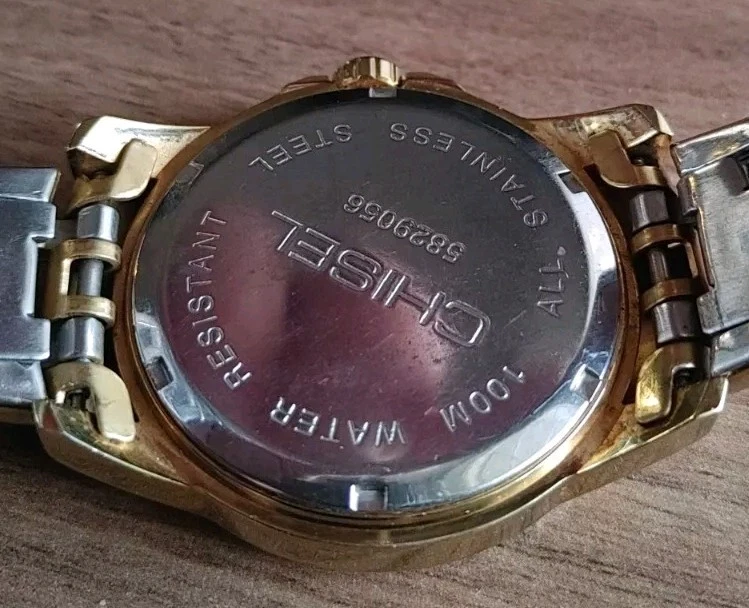 ALL STAINLESS STEEL
5829056
CHISEL
100M WATER RESISTANT